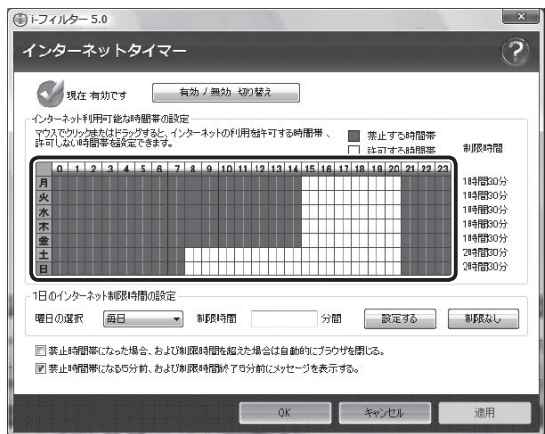 i-フィルター 5.0
インターネットタイマー
?
現在 有効です
有効 / 無効 切り替え
インターネット利用可能な時間帯の設定
マウスでクリックまたはドラッグすると、インターネットの利用を許可する時間帯、
許可しない時間帯を設定できます。
禁止する時間帯
許可する時間帯
制限時間
0 1 2 3 4 5 6 7 8 9 10 11 12 13 14 15 16 17 18 19 20 21 22 23
月 1時間30分
火 1時間30分
水 1時間30分
木 1時間30分
金 1時間30分
土 2時間30分
日 2時間30分
1日のインターネット制限時間の設定
曜日の選択 毎日 制限時間 分間 設定する 制限なし
禁止時間帯になった場合、および制限時間を超えた場合は自動的にブラウザを閉じる。
禁止時間帯になる5分前、および制限時間終了5分前にメッセージを表示する。
OK キャンセル 適用